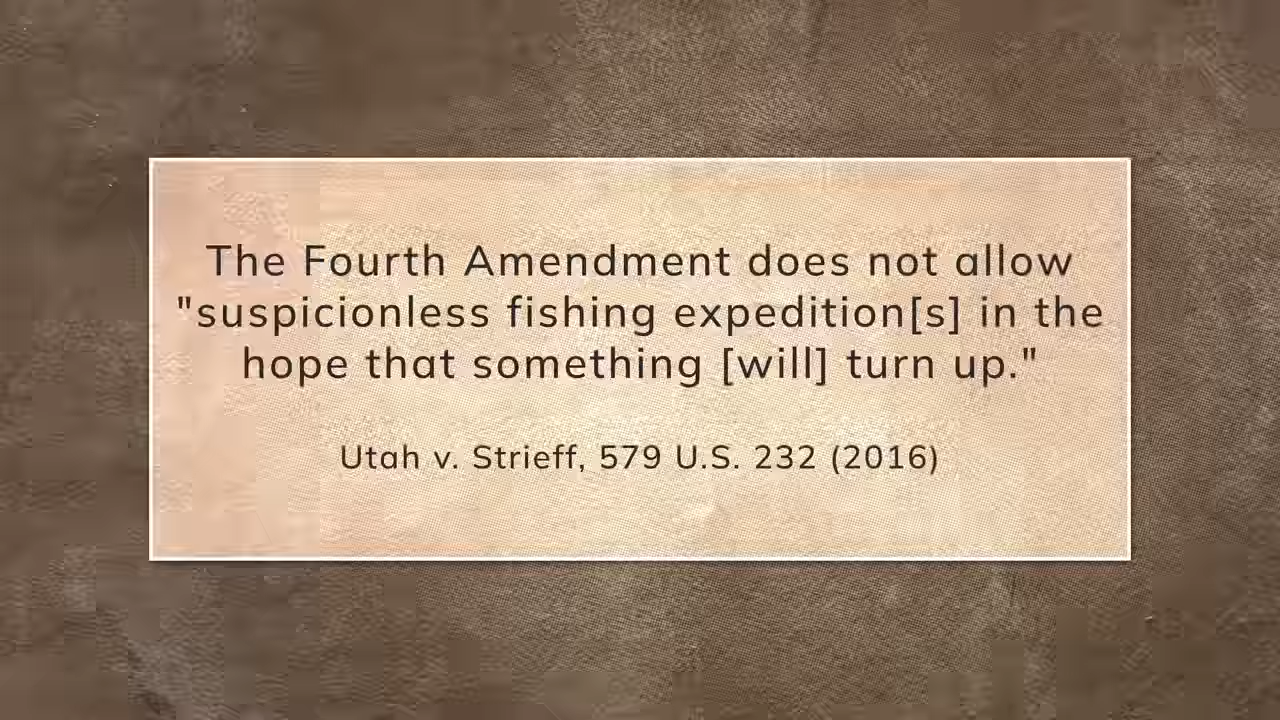 The Fourth Amendment does not allow
"suspicionless fishing expedition[s] in the
hope that something [will] turn up."
Utah v. Strieff, 579 U.S. 232 (2016)